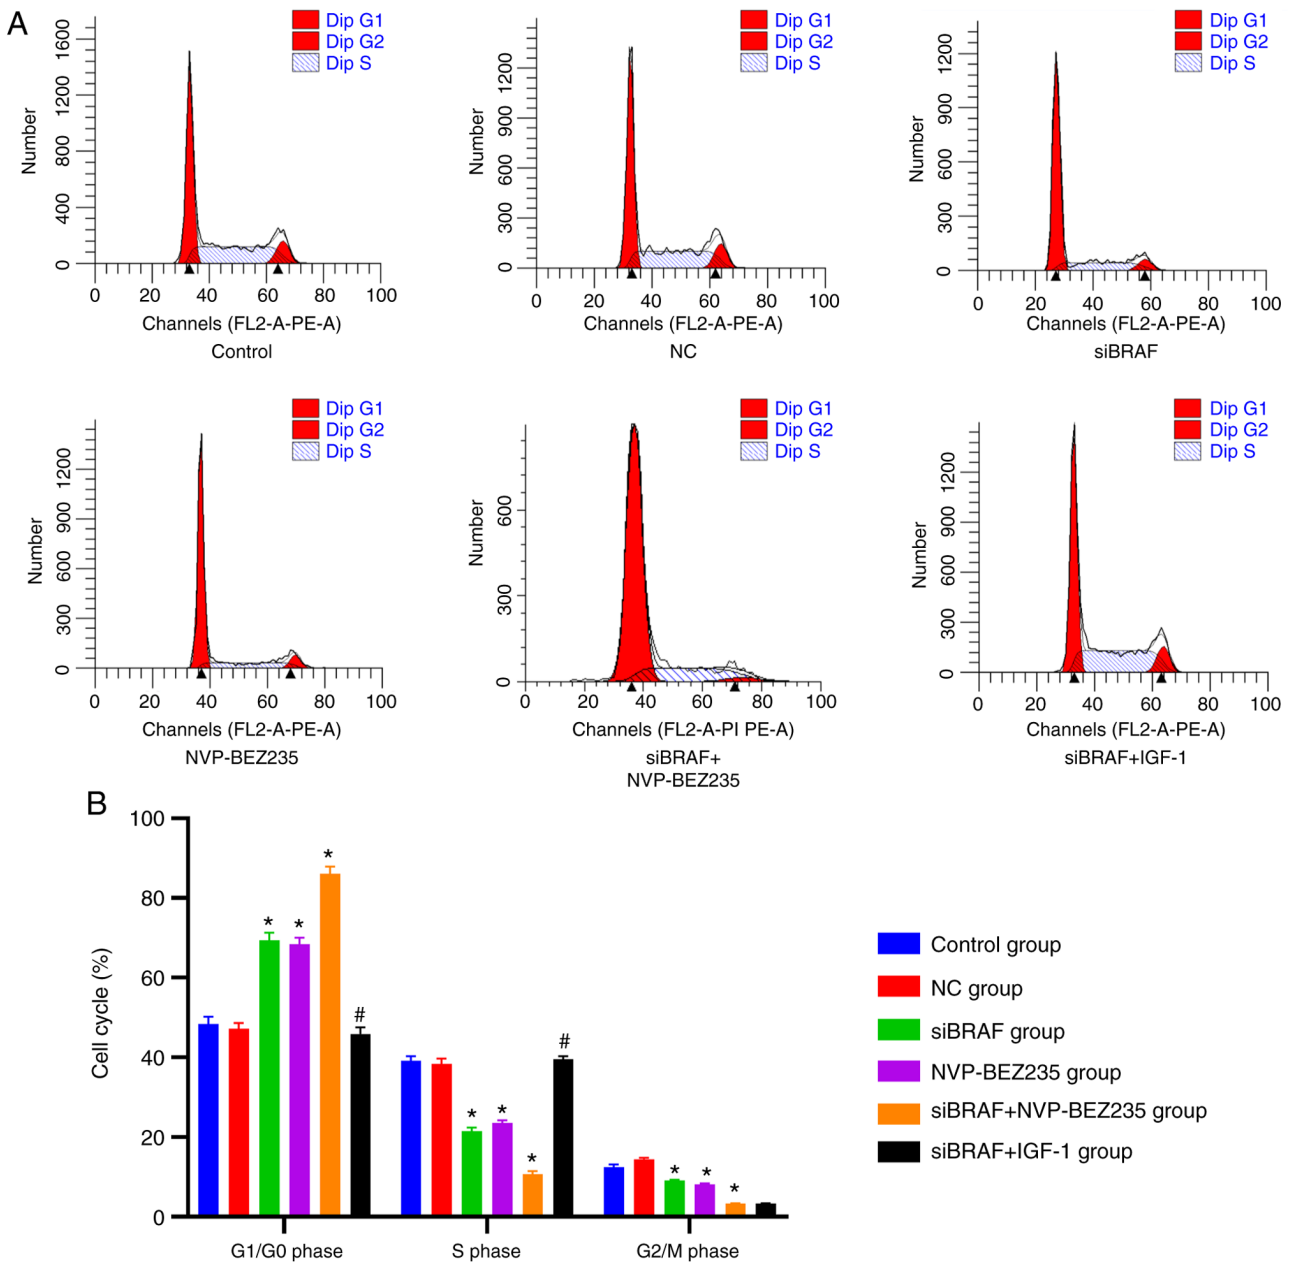 A
Dip G1
Dip G2
Dip S
1600
1200
800
400
0
Number
0 20 40 60 80 100
Channels (FL2-A-PE-A)
Control
Dip G1
Dip G2
Dip S
1200
900
600
300
0
Number
0 20 40 60 80 100
Channels (FL2-A-PE-A)
NC
Dip G1
Dip G2
Dip S
1200
900
600
300
0
Number
0 20 40 60 80 100
Channels (FL2-A-PE-A)
siBRAF
Dip G1
Dip G2
Dip S
1200
900
600
300
0
Number
0 20 40 60 80 100
Channels (FL2-A-PE-A)
NVP-BEZ235
Dip G1
Dip G2
Dip S
600
300
0
Number
0 20 40 60 80 100
Channels (FL2-A-PI PE-A)
siBRAF+
NVP-BEZ235
Dip G1
Dip G2
Dip S
1200
900
600
300
0
Number
0 20 40 60 80 100
Channels (FL2-A-PE-A)
siBRAF+IGF-1
B
100
80
60
40
20
0
Cell cycle (%)
* * * #
* * * #
* * *
G1/G0 phase S phase G2/M phase
Control group
NC group
siBRAF group
NVP-BEZ235 group
siBRAF+NVP-BEZ235 group
siBRAF+IGF-1 group